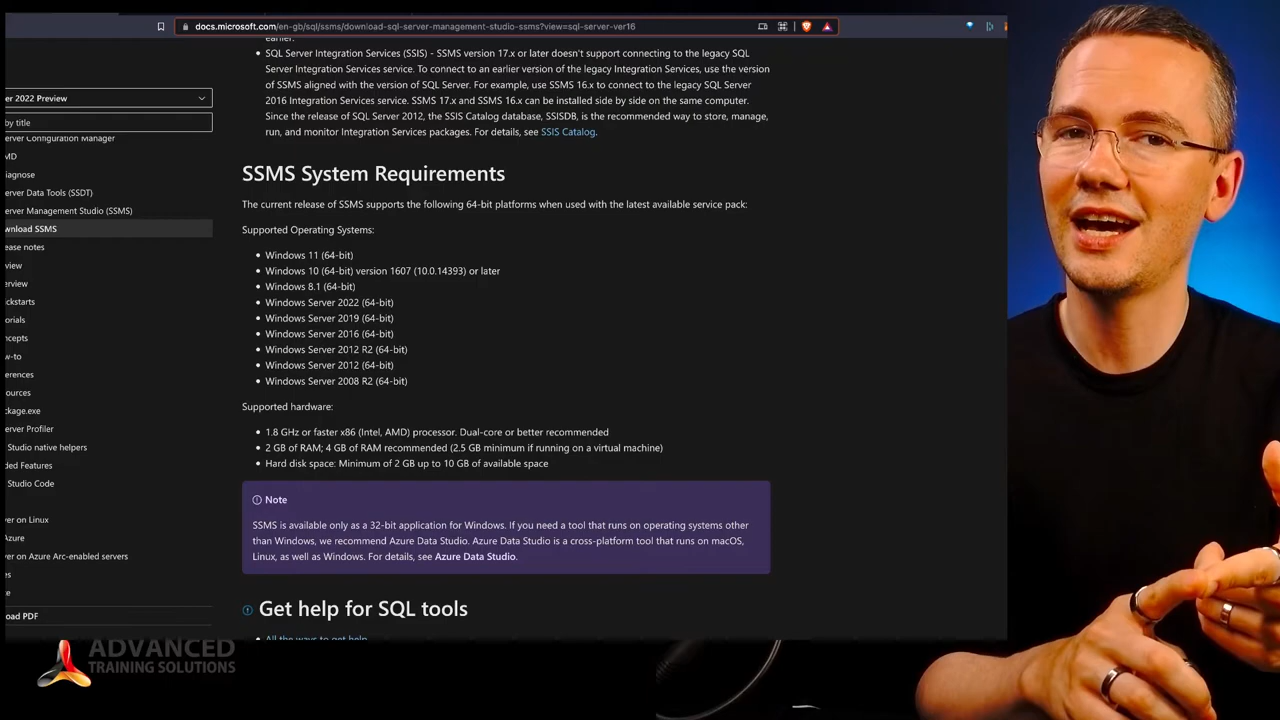 docs.microsoft.com/en-gb/sql/ssms/download-sql-server-management-studio-ssms?view=sql-server-ver16
earlier.
SQL Server Integration Services (SSIS) - SSMS version 17.x or later doesn't support connecting to the legacy SQL
Server Integration Services service. To connect to an earlier version of the legacy Integration Services, use the version
of SSMS aligned with the version of SQL Server. For example, use SSMS 16.x to connect to the legacy SQL Server
2016 Integration Services service. SSMS 17.x and SSMS 16.x can be installed side by side on the same computer.
Since the release of SQL Server 2012, the SSIS Catalog database, SSISDB, is the recommended way to store, manage,
run, and monitor Integration Services packages. For details, see SSIS Catalog.
er 2022 Preview
by title
erver Configuration Manager
MD
iagnose
erver Data Tools (SSDT)
erver Management Studio (SSMS)
wnload SSMS
ease notes
view
erview
ickstarts
orials
ncepts
w-to
erences
ources
ckage.exe
erver Profiler
Studio native helpers
ded Features
Studio Code
er on Linux
Azure
er on Azure Arc-enabled servers
es
te
oad PDF
SSMS System Requirements
The current release of SSMS supports the following 64-bit platforms when used with the latest available service pack:
Supported Operating Systems:
Windows 11 (64-bit)
Windows 10 (64-bit) version 1607 (10.0.14393) or later
Windows 8.1 (64-bit)
Windows Server 2022 (64-bit)
Windows Server 2019 (64-bit)
Windows Server 2016 (64-bit)
Windows Server 2012 R2 (64-bit)
Windows Server 2012 (64-bit)
Windows Server 2008 R2 (64-bit)
Supported hardware:
1.8 GHz or faster x86 (Intel, AMD) processor. Dual-core or better recommended
2 GB of RAM; 4 GB of RAM recommended (2.5 GB minimum if running on a virtual machine)
Hard disk space: Minimum of 2 GB up to 10 GB of available space
Note
SSMS is available only as a 32-bit application for Windows. If you need a tool that runs on operating systems other
than Windows, we recommend Azure Data Studio. Azure Data Studio is a cross-platform tool that runs on macOS,
Linux, as well as Windows. For details, see Azure Data Studio.
Get help for SQL tools
All the ways to get help
ADVANCED
TRAINING SOLUTIONS